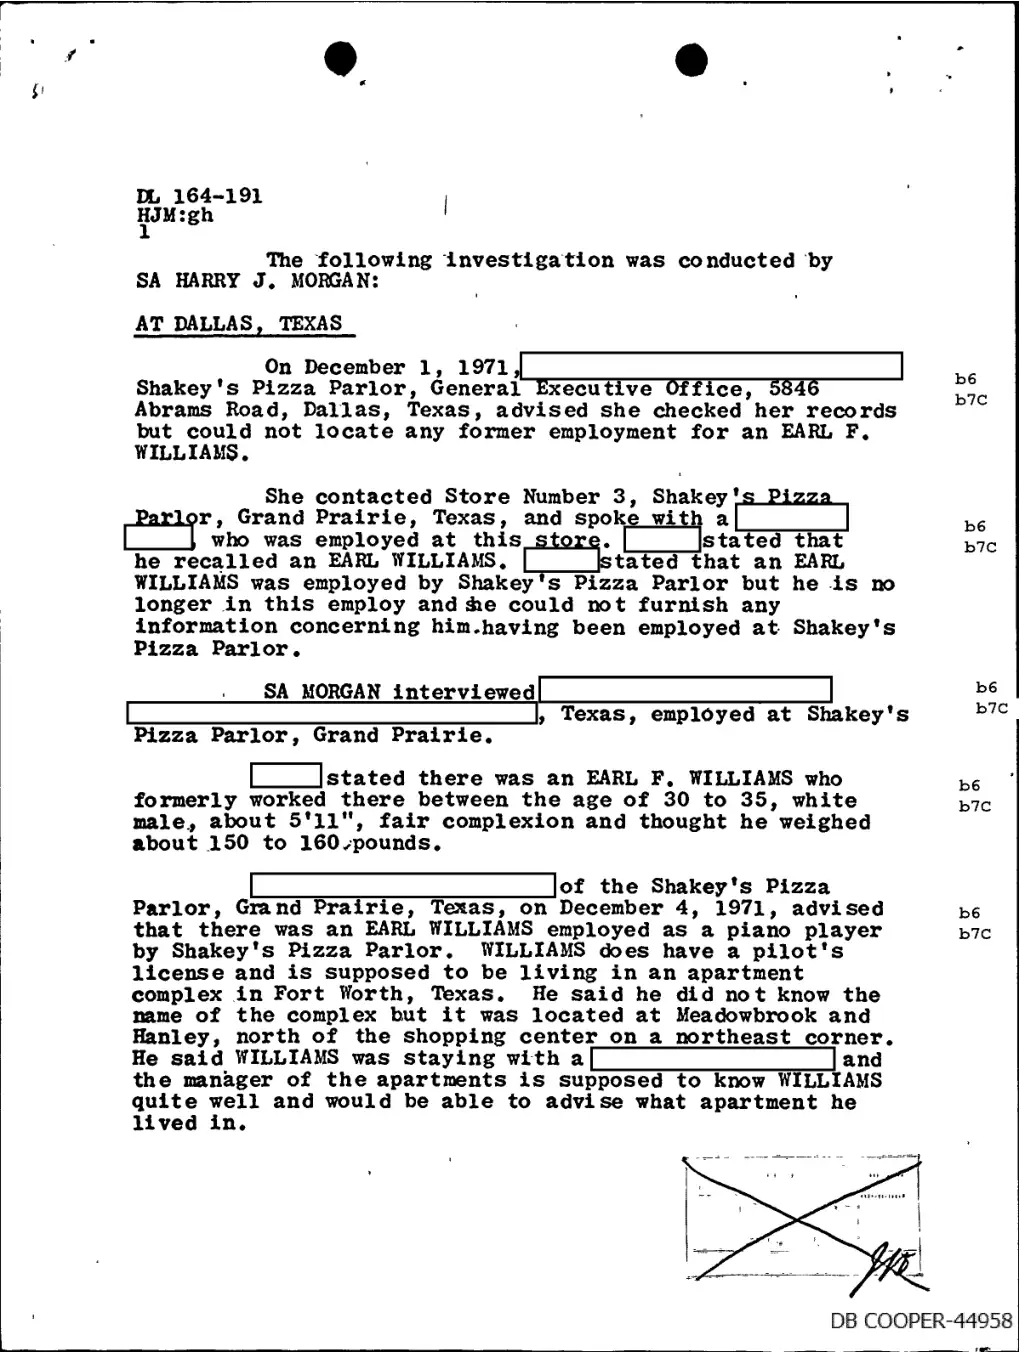 DL 164-191
HJM:gh
1
The following investigation was conducted by
SA HARRY J. MORGAN:
AT DALLAS, TEXAS
On December 1, 1971,
Shakey's Pizza Parlor, General Executive Office, 5846
b6
b7C
Abrams Road, Dallas, Texas, advised she checked her records
but could not locate any former employment for an EARL F.
WILLIAMS.
She contacted Store Number 3, Shakey's Pizza
Parlor, Grand Prairie, Texas, and spoke with a
b6
b7C
, who was employed at this store. stated that
he recalled an EARL WILLIAMS. stated that an EARL
WILLIAMS was employed by Shakey's Pizza Parlor but he is no
longer in this employ and she could not furnish any
information concerning him.having been employed at Shakey's
Pizza Parlor.
SA MORGAN interviewed
b6
b7C
, Texas, employed at Shakey's
Pizza Parlor, Grand Prairie.
stated there was an EARL F. WILLIAMS who
b6
b7C
formerly worked there between the age of 30 to 35, white
male, about 5'11", fair complexion and thought he weighed
about 150 to 160 pounds.
of the Shakey's Pizza
Parlor, Grand Prairie, Texas, on December 4, 1971, advised
b6
b7C
that there was an EARL WILLIAMS employed as a piano player
by Shakey's Pizza Parlor. WILLIAMS does have a pilot's
license and is supposed to be living in an apartment
complex in Fort Worth, Texas. He said he did not know the
name of the complex but it was located at Meadowbrook and
Hanley, north of the shopping center on a northeast corner.
He said WILLIAMS was staying with a and
the manager of the apartments is supposed to know WILLIAMS
quite well and would be able to advise what apartment he
lived in.
DB COOPER-44958